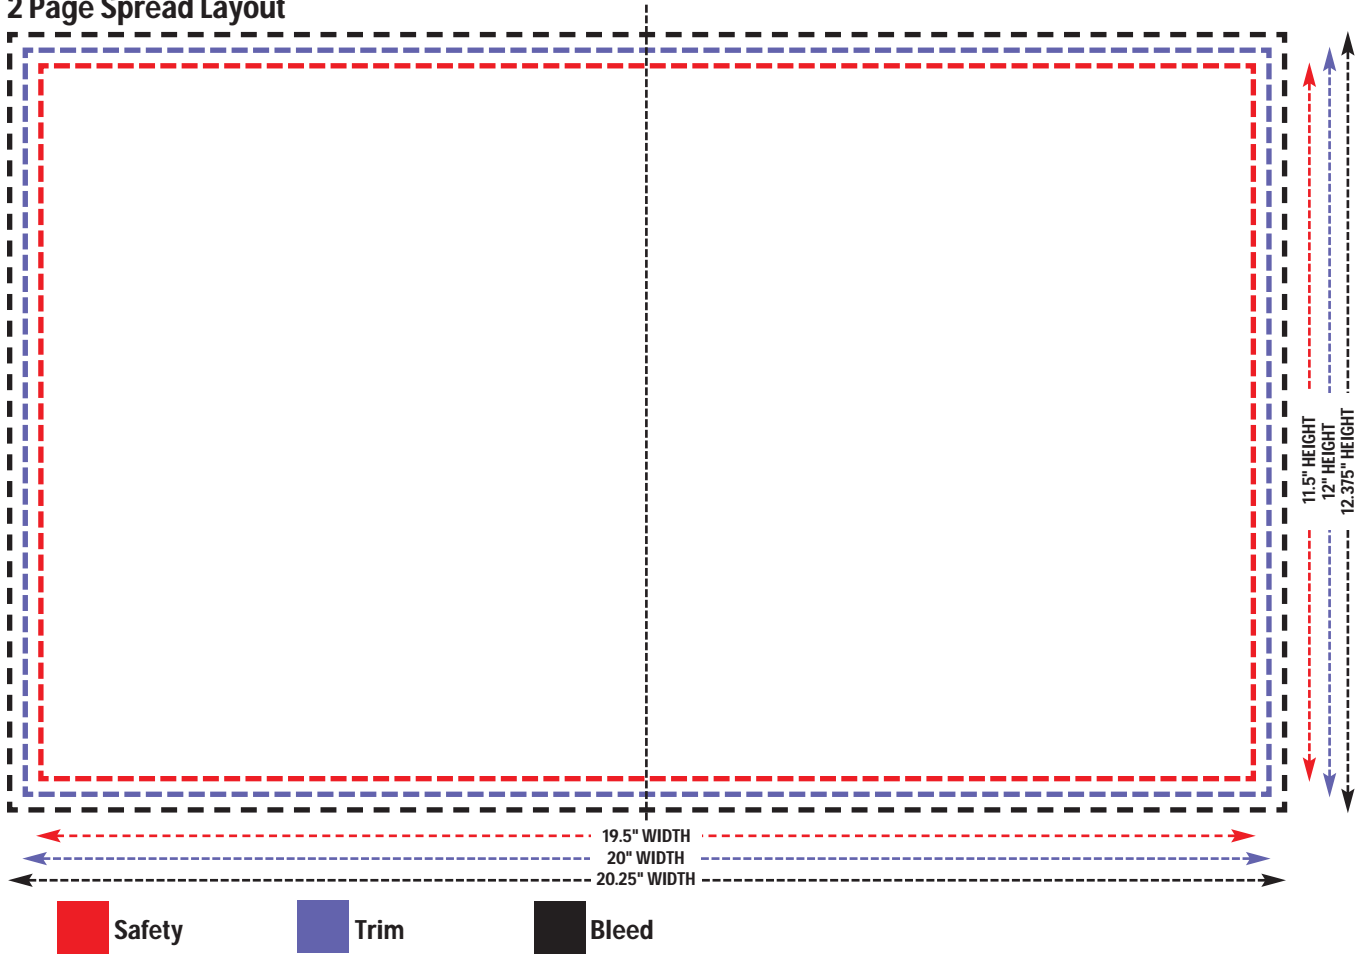 2 Page Spread Layout
11.5" HEIGHT
12" HEIGHT
12.375" HEIGHT
19.5" WIDTH
20" WIDTH
20.25" WIDTH
Safety
Trim
Bleed